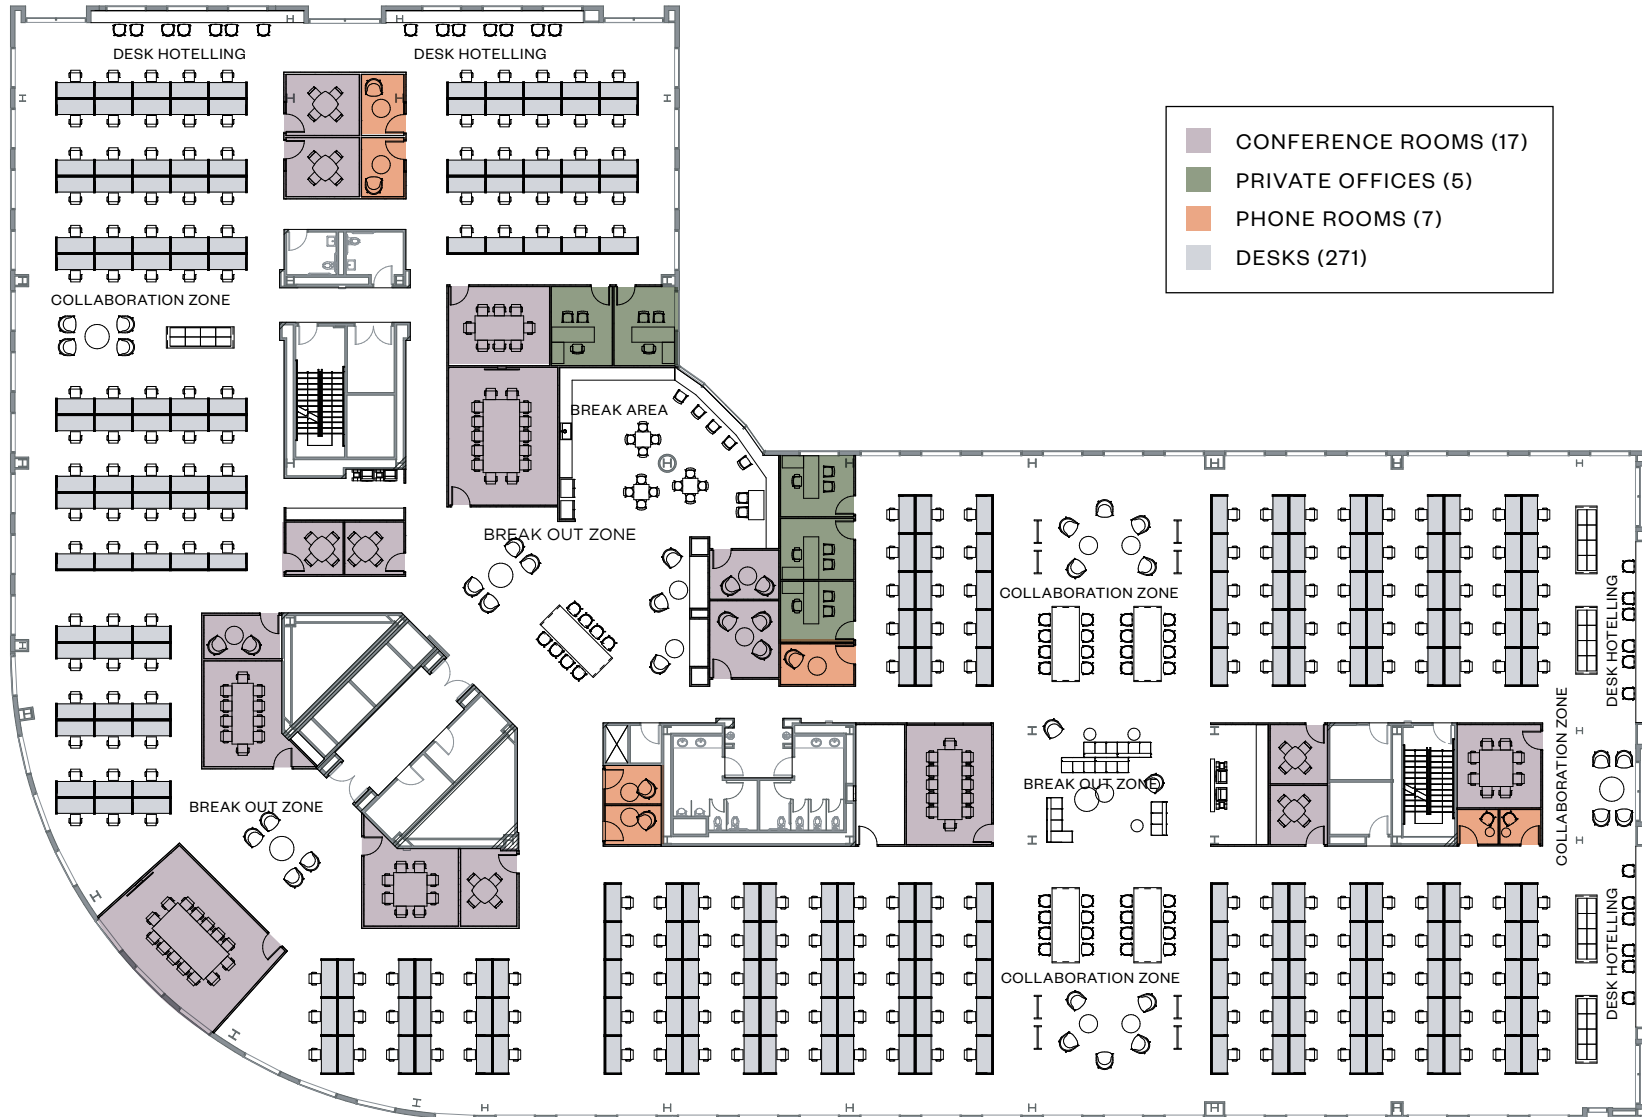 DESK HOTELLING
DESK HOTELLING
CONFERENCE ROOMS (17)
PRIVATE OFFICES (5)
PHONE ROOMS (7)
DESKS (271)
COLLABORATION ZONE
BREAK AREA
BREAK OUT ZONE
COLLABORATION ZONE
DESK HOTELLING
COLLABORATION ZONE
BREAK OUT ZONE
BREAK OUT ZONE
DESK HOTELLING
COLLABORATION ZONE